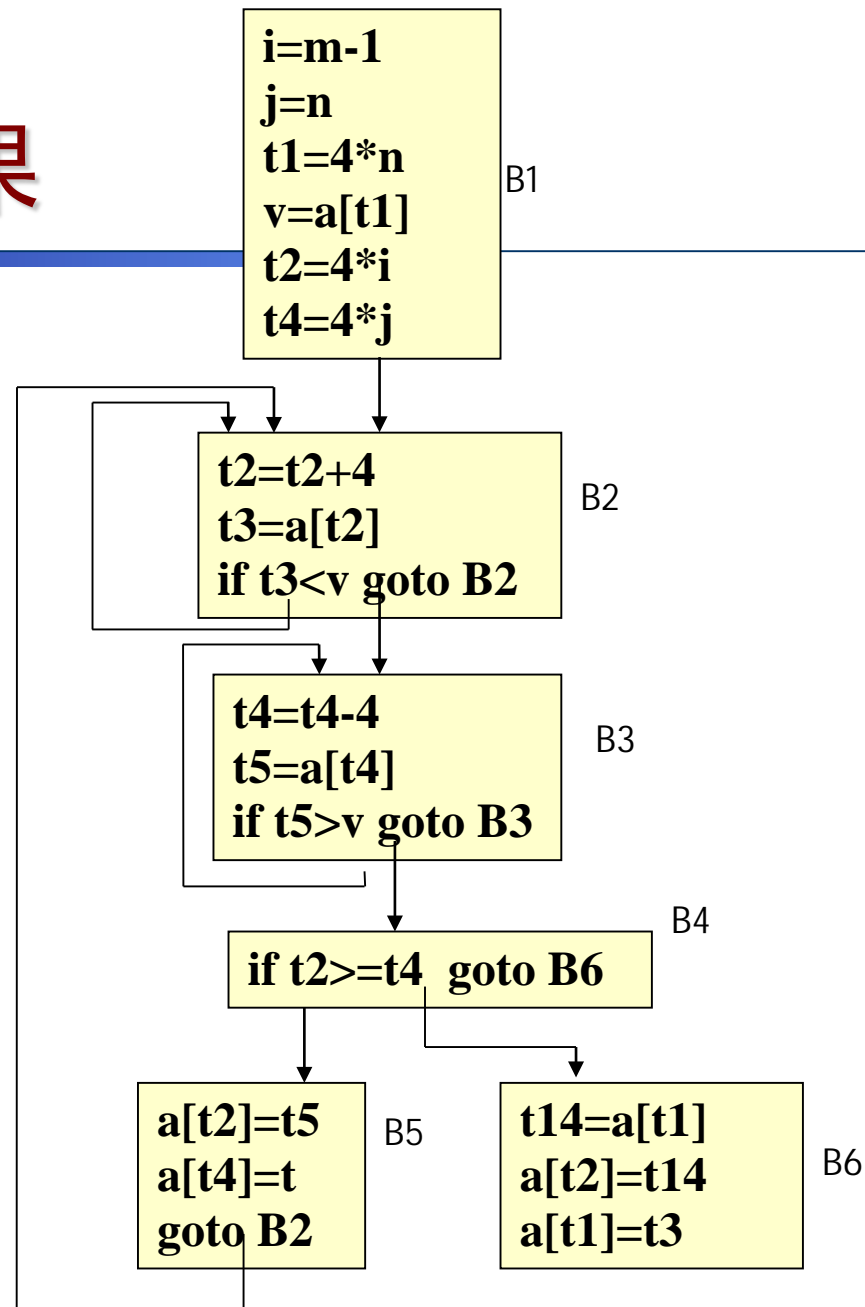 果
i=m-1
j=n
t1=4*n
v=a[t1]
t2=4*i
t4=4*j
B1
t2=t2+4
t3=a[t2]
if t3<v goto B2
B2
t4=t4-4
t5=a[t4]
if t5>v goto B3
B3
B4
if t2>=t4 goto B6
a[t2]=t5
a[t4]=t
goto B2
B5
t14=a[t1]
a[t2]=t14
a[t1]=t3
B6